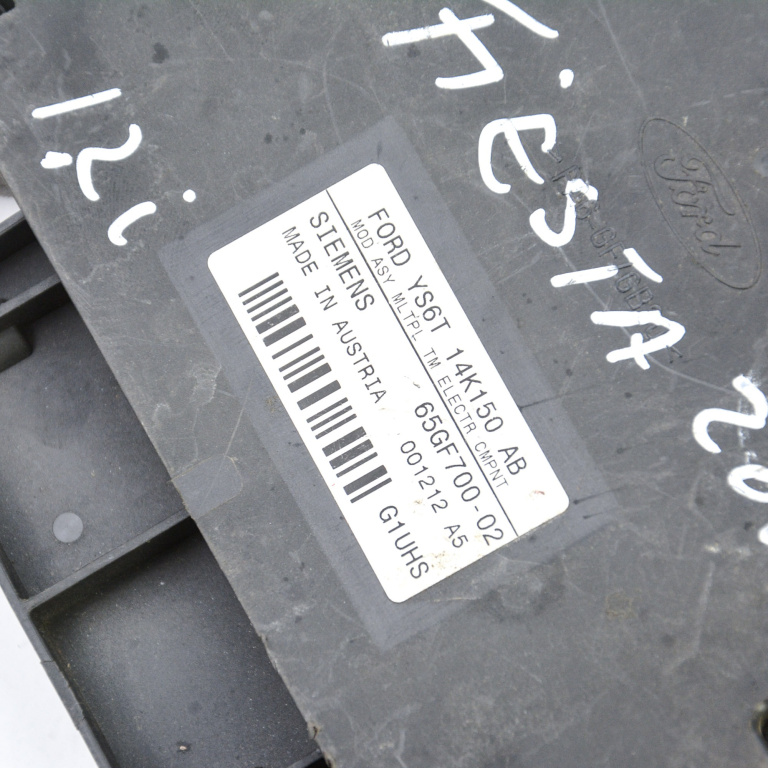 1,2i
FiESTA
Ford
FORD YS6T 14K150 AB
MOD ASY MLTPL TM ELECTR CMPNT
SIEMENS 65GF700-02
MADE IN AUSTRIA 001212 A5
G1UHS